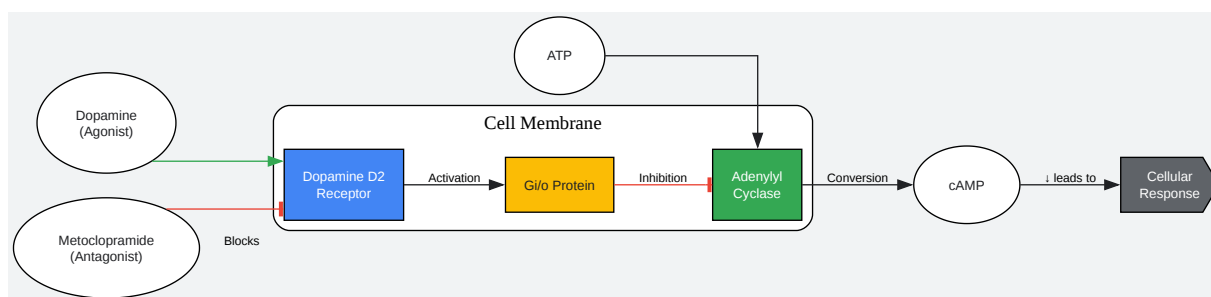 ATP
Dopamine
(Agonist)
Cell Membrane
Dopamine D2
Receptor
Activation
Gi/o Protein
Inhibition
Adenylyl
Cyclase
Conversion
cAMP
↓ leads to
Cellular
Response
Metoclopramide
(Antagonist)
Blocks